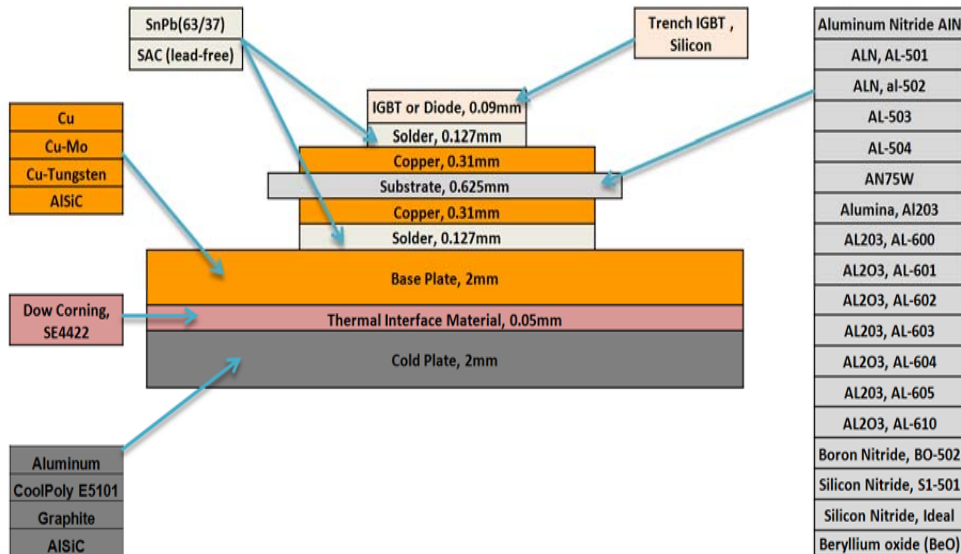 SnPb(63/37)
SAC (lead-free)
Trench IGBT ,
Silicon
Cu
Cu-Mo
Cu-Tungsten
AlSiC
IGBT or Diode, 0.09mm
Solder, 0.127mm
Copper, 0.31mm
Substrate, 0.625mm
Copper, 0.31mm
Solder, 0.127mm
Base Plate, 2mm
Thermal Interface Material, 0.05mm
Cold Plate, 2mm
Dow Corning,
SE4422
Aluminum
CoolPoly E5101
Graphite
AlSiC
Aluminum Nitride AlN
ALN, AL-501
ALN, al-502
AL-503
AL-504
AN75W
Alumina, Al203
AL203, AL-600
AL2O3, AL-601
AL2O3, AL-602
AL203, AL-603
AL2O3, AL-604
AL203, AL-605
AL2O3, AL-610
Boron Nitride, BO-502
Silicon Nitride, S1-501
Silicon Nitride, Ideal
Beryllium oxide (BeO)